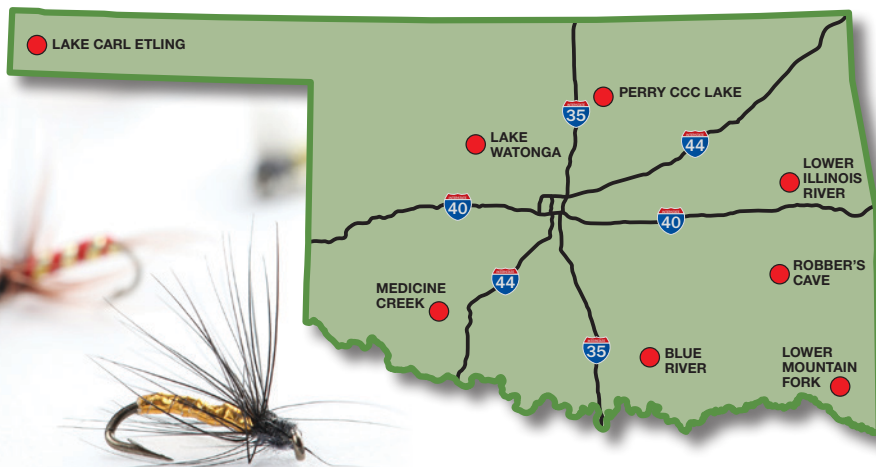 LAKE CARL ETLING
PERRY CCC LAKE
35
44
LAKE
WATONGA
LOWER
ILLINOIS
RIVER
40
40
ROBBER'S
CAVE
44
MEDICINE
CREEK
35
BLUE
RIVER
LOWER
MOUNTAIN
FORK